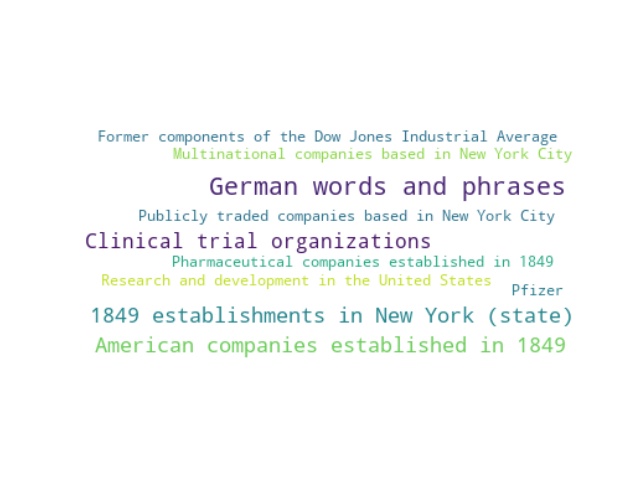 Former components of the Dow Jones Industrial Average
Multinational companies based in New York City
German words and phrases
Publicly traded companies based in New York City
Clinical trial organizations
Pharmaceutical companies established in 1849
Research and development in the United States
Pfizer
1849 establishments in New York (state)
American companies established in 1849